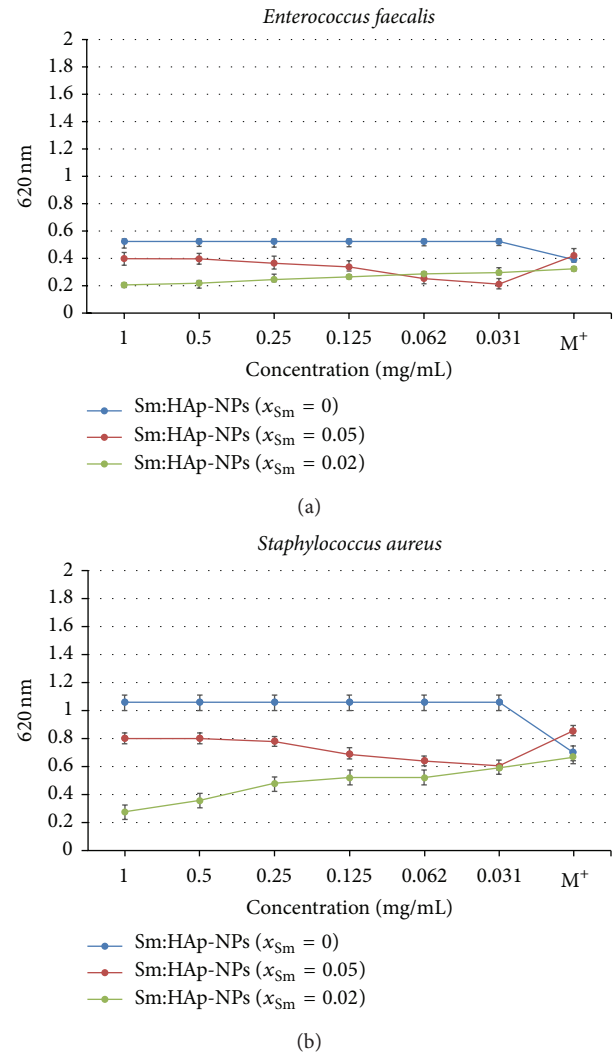 Enterococcus faecalis
2
1.8
1.6
1.4
1.2
1
0.8
0.6
0.4
0.2
0
620 nm
1 0.5 0.25 0.125 0.062 0.031 M⁺
Concentration (mg/mL)
Sm:HAp-NPs (xSm = 0)
Sm:HAp-NPs (xSm = 0.05)
Sm:HAp-NPs (xSm = 0.02)
(a)
Staphylococcus aureus
2
1.8
1.6
1.4
1.2
1
0.8
0.6
0.4
0.2
0
620 nm
1 0.5 0.25 0.125 0.062 0.031 M⁺
Concentration (mg/mL)
Sm:HAp-NPs (xSm = 0)
Sm:HAp-NPs (xSm = 0.05)
Sm:HAp-NPs (xSm = 0.02)
(b)